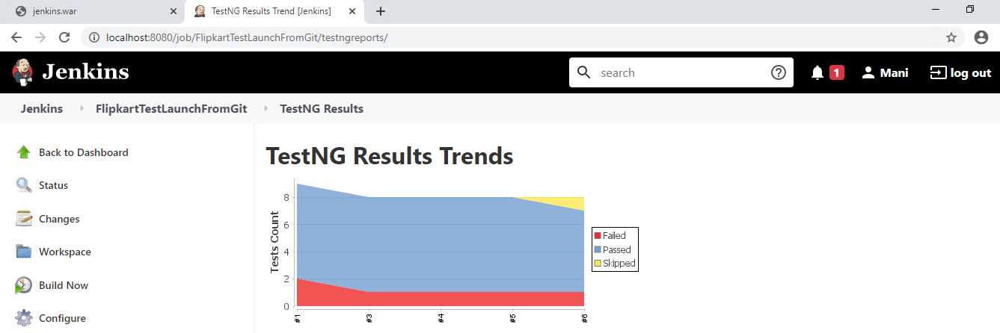 jenkins.war
TestNG Results Trend [Jenkins]
localhost:8080/job/FlipkartTestLaunchFromGit/testngreports/
Jenkins
search
1
Mani
log out
Jenkins FlipkartTestLaunchFromGit TestNG Results
Back to Dashboard
Status
Changes
Workspace
Build Now
Configure
TestNG Results Trends
Tests Count
8
6
4
2
0
#1
#3
#4
#5
#6
Failed
Passed
Skipped